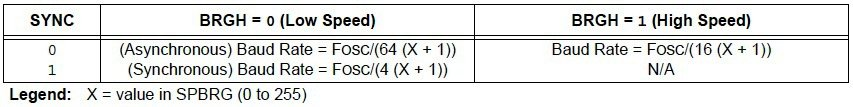 SYNC BRGH = 0 (Low Speed) BRGH = 1 (High Speed)
0 (Asynchronous) Baud Rate = FOSC/(64 (X + 1)) Baud Rate = FOSC/(16 (X + 1))
1 (Synchronous) Baud Rate = FOSC/(4 (X + 1)) N/A
Legend: X = value in SPBRG (0 to 255)